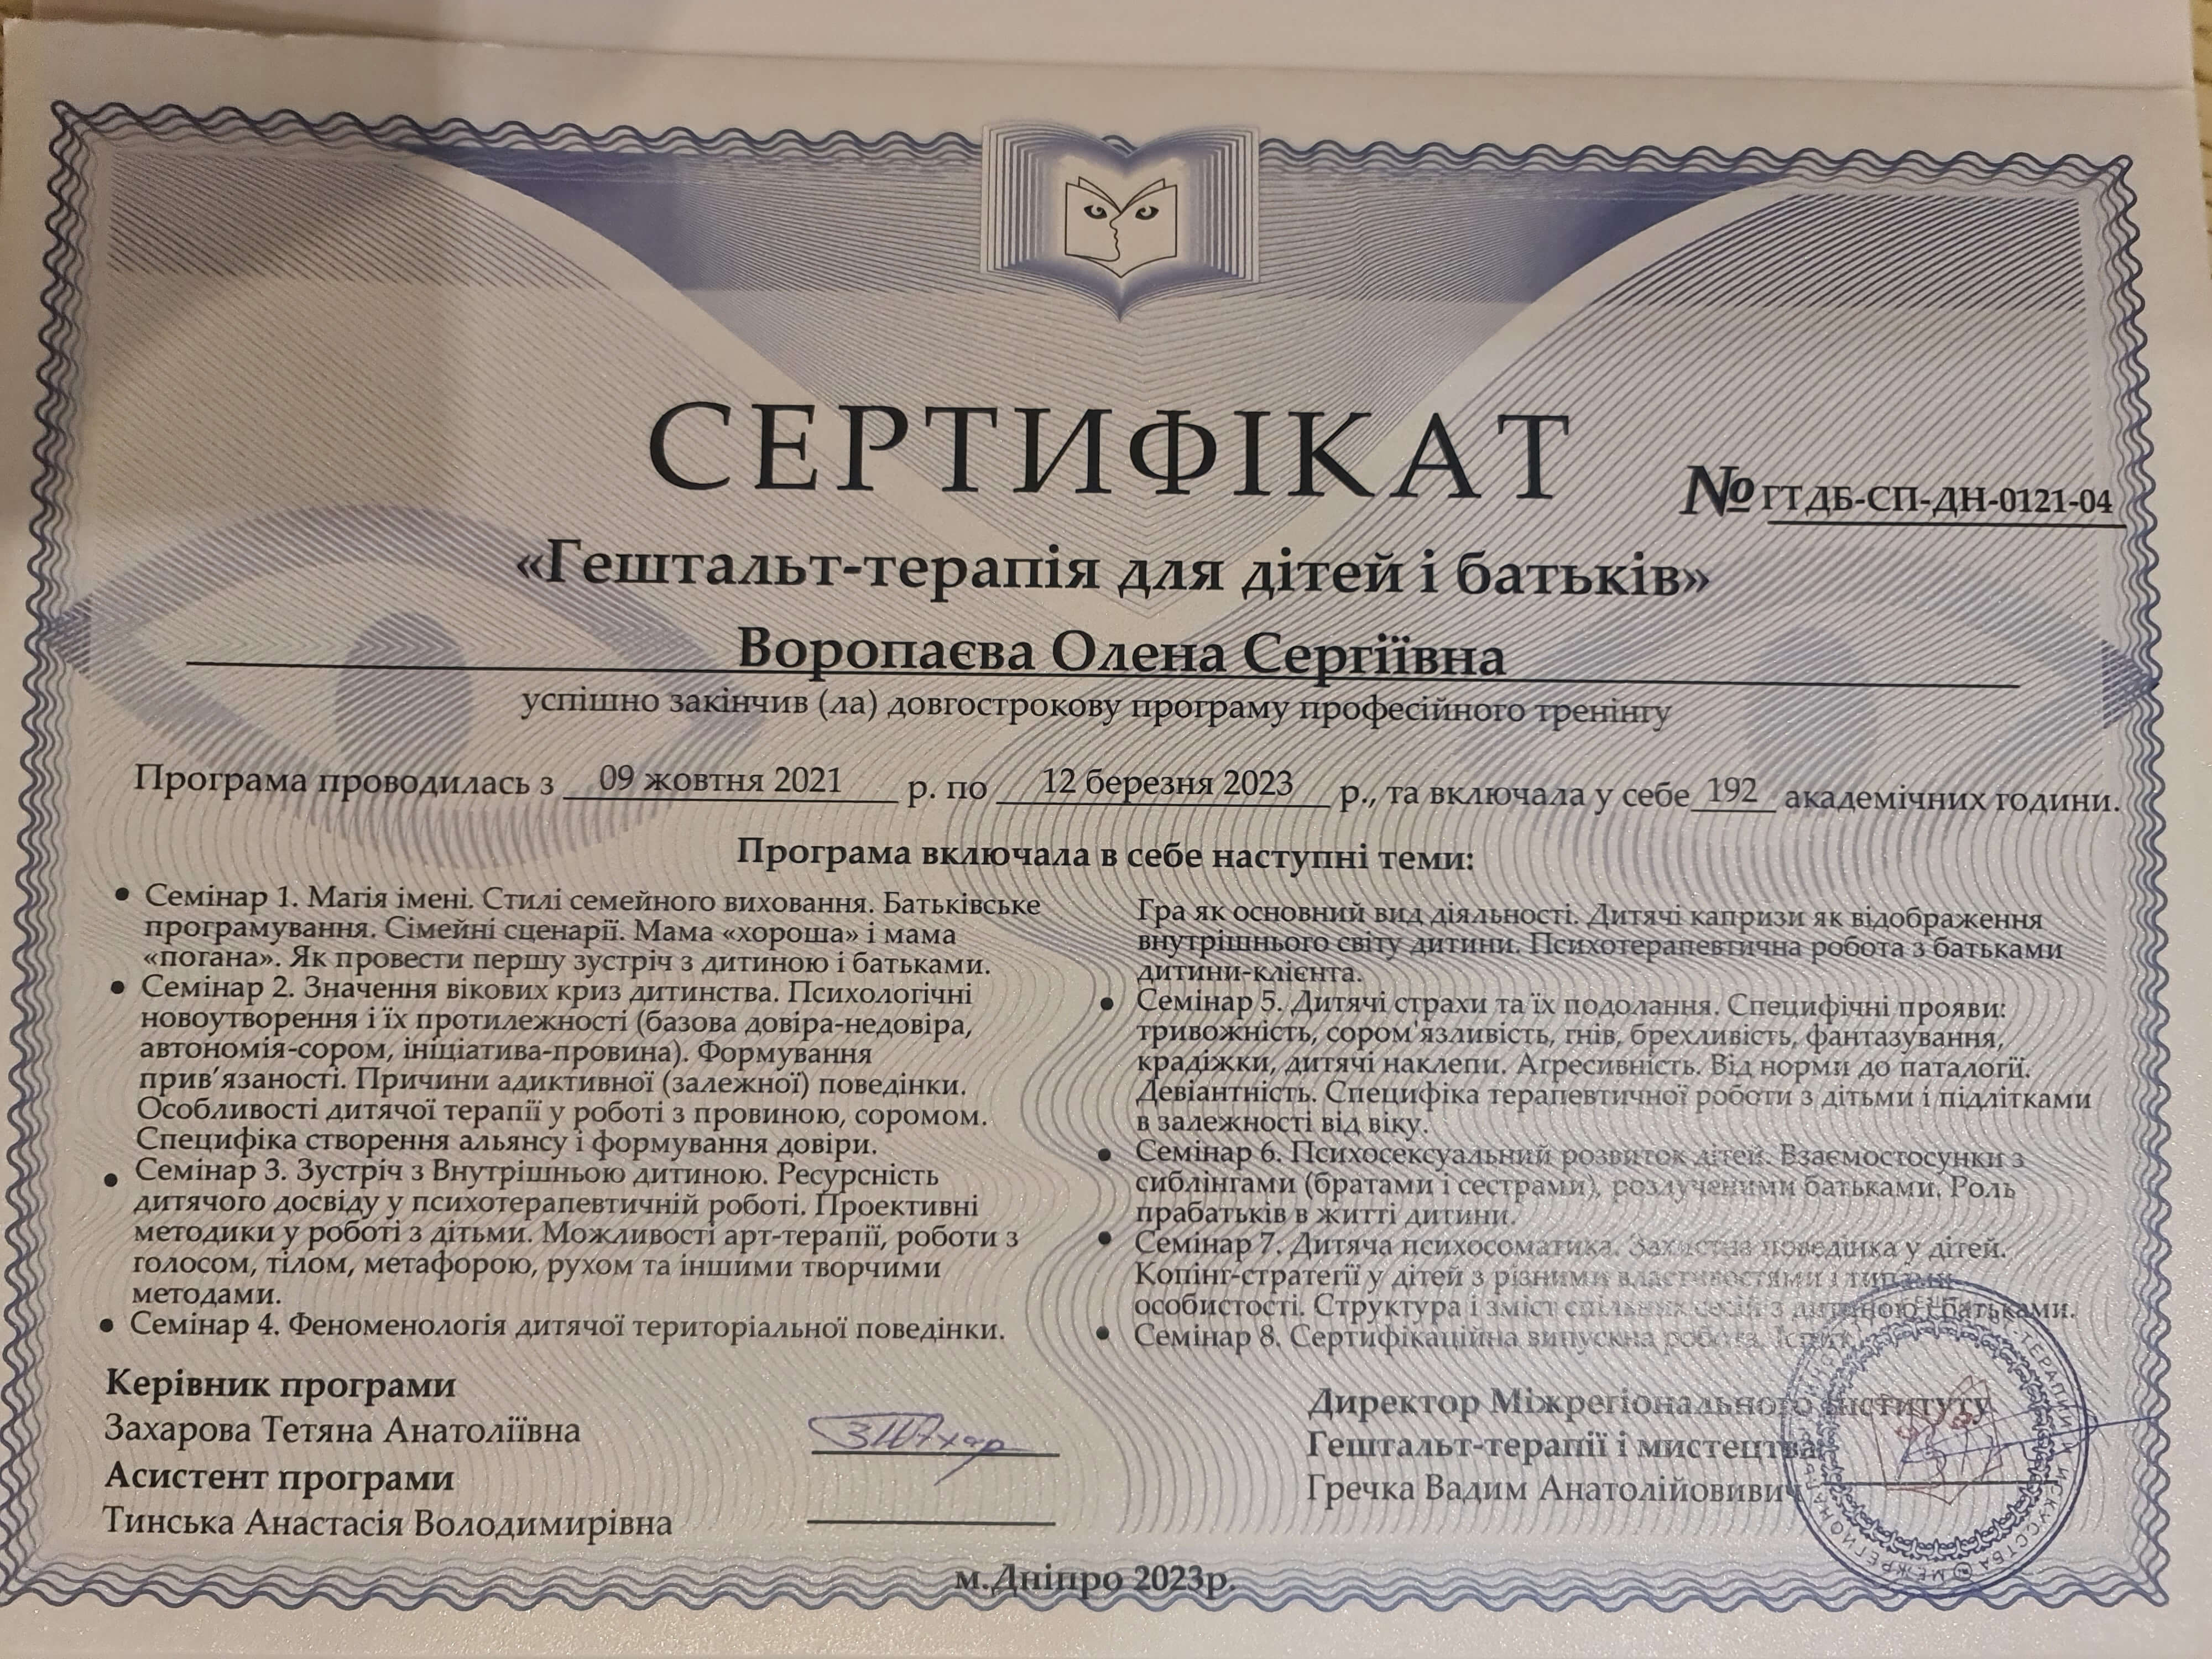 СЕРТИФІКАТ
№ ГТДБ-СП-ДН-0121-04
«Гештальт-терапія для дітей і батьків»
Воропаєва Олена Сергіївна
успішно закінчив (ла) довгострокову програму професійного тренінгу
Програма проводилась з 09 жовтня 2021 р. по 12 березня 2023 р., та включала у себе 192 академічних години.
Програма включала в себе наступні теми:
• Семінар 1. Магія імені. Стилі семейного виховання. Батьківське
програмування. Сімейні сценарії. Мама «хороша» і мама
«погана». Як провести першу зустріч з дитиною і батьками.
• Семінар 2. Значення вікових криз дитинства. Психологічні
новоутворення і їх протилежності (базова довіра-недовіра,
автономія-сором, ініціатива-провина). Формування
прив’язаності. Причини адиктивної (залежної) поведінки.
Особливості дитячої терапії у роботі з провиною, соромом.
Специфіка створення альянсу і формування довіри.
• Семінар 3. Зустріч з Внутрішньою дитиною. Ресурсність
дитячого досвіду у психотерапевтичній роботі. Проективні
методики у роботі з дітьми. Можливості арт-терапії, роботи з
голосом, тілом, метафорою, рухом та іншими творчими
методами.
• Семінар 4. Феноменологія дитячої територіальної поведінки.
Гра як основний вид діяльності. Дитячі капризи як відображення
внутрішнього світу дитини. Психотерапевтична робота з батьками
дитини-клієнта.
• Семінар 5. Дитячі страхи та їх подолання. Специфічні прояви:
тривожність, сором'язливість, гнів, брехливість, фантазування,
крадіжки, дитячі наклепи. Агресивність. Від норми до паталогії.
Девіантність. Специфіка терапевтичної роботи з дітьми і підлітками
в залежності від віку.
• Семінар 6. Психосексуальний розвиток дітей. Взаємостосунки з
сиблінгами (братами і сестрами), розлученими батьками. Роль
прабатьків в житті дитини.
• Семінар 7. Дитяча психосоматика. Захистна поведінка у дітей.
Копінг-стратегії у дітей з різними властивостями і типами
особистості. Структура і зміст спільних сесій з дитиною і батьками.
• Семінар 8. Сертифікаційна випускна робота. Іспит.
Керівник програми
Захарова Тетяна Анатоліївна
Асистент програми
Тинська Анастасія Володимирівна
Директор Міжрегіонального інституту
Гештальт-терапії і мистецтва
Гречка Вадим Анатолійовивич
м.Дніпро 2023р.